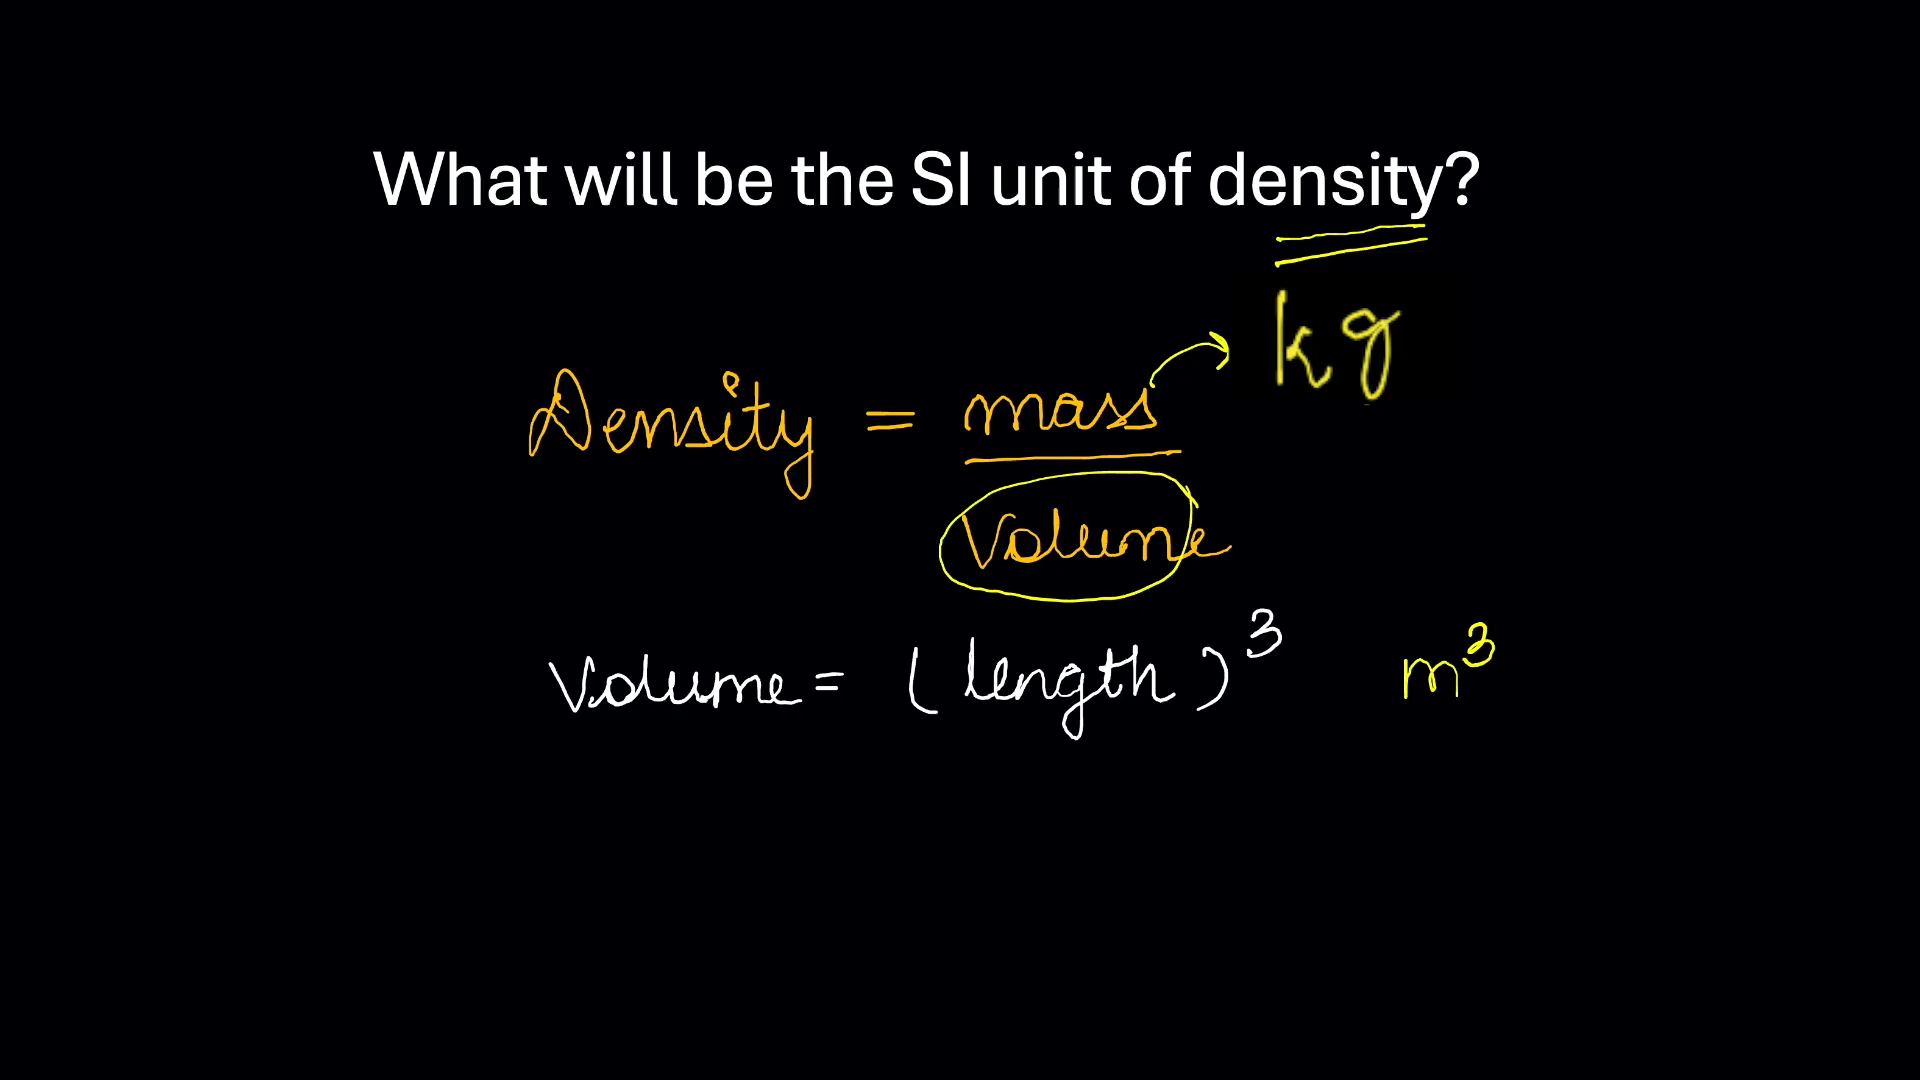 What will be the SI unit of density?
kg
Density = mass
Volume
Volume = (length)³ m³